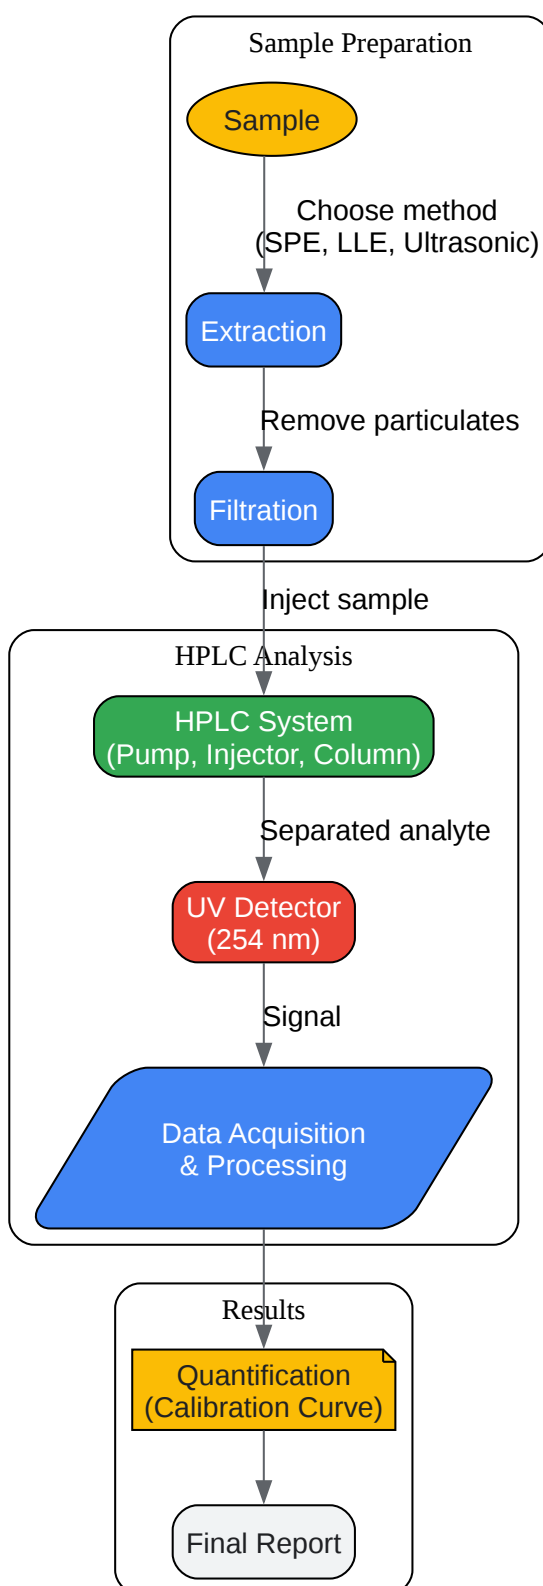 Sample Preparation
Sample
Choose method
(SPE, LLE, Ultrasonic)
Extraction
Remove particulates
Filtration
Inject sample
HPLC Analysis
HPLC System
(Pump, Injector, Column)
Separated analyte
UV Detector
(254 nm)
Signal
Data Acquisition
& Processing
Results
Quantification
(Calibration Curve)
Final Report